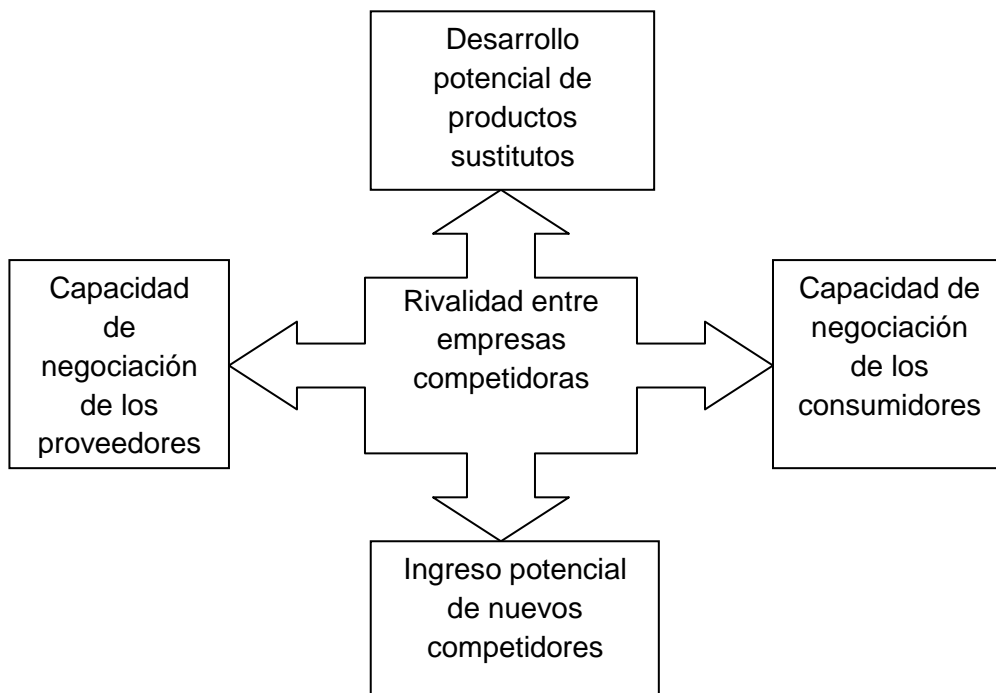 Desarrollo
potencial de
productos
sustitutos
Capacidad
de
negociación
de los
proveedores
Rivalidad entre
empresas
competidoras
Capacidad de
negociación
de los
consumidores
Ingreso potencial
de nuevos
competidores